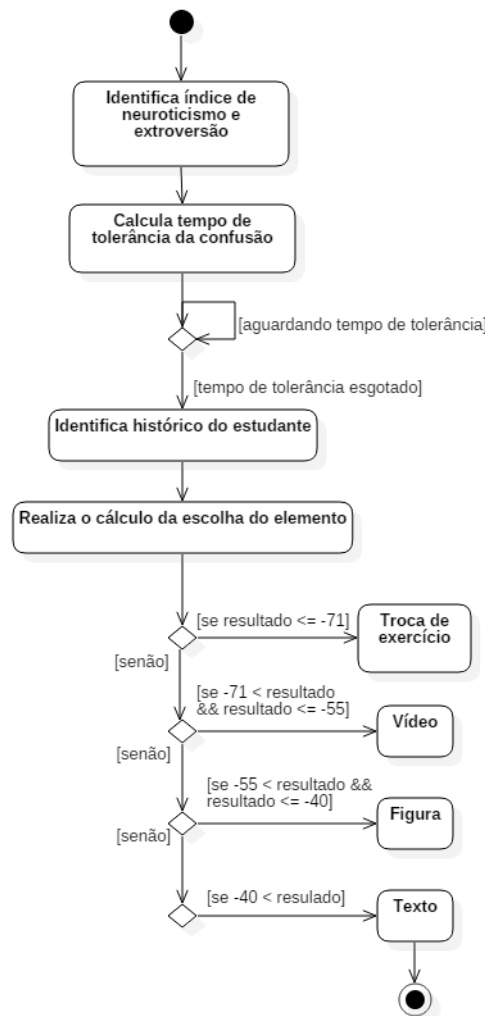 Identifica índice de
neuroticismo e
extroversão
Calcula tempo de
tolerância da confusão
[aguardando tempo de tolerância]
[tempo de tolerância esgotado]
Identifica histórico do estudante
Realiza o cálculo da escolha do elemento
[se resultado <= -71]
Troca de
exercício
[senão]
[se -71 < resultado
&& resultado <= -55]
Vídeo
[senão]
[se -55 < resultado &&
resultado <= -40]
Figura
[senão]
[se -40 < resulado]
Texto